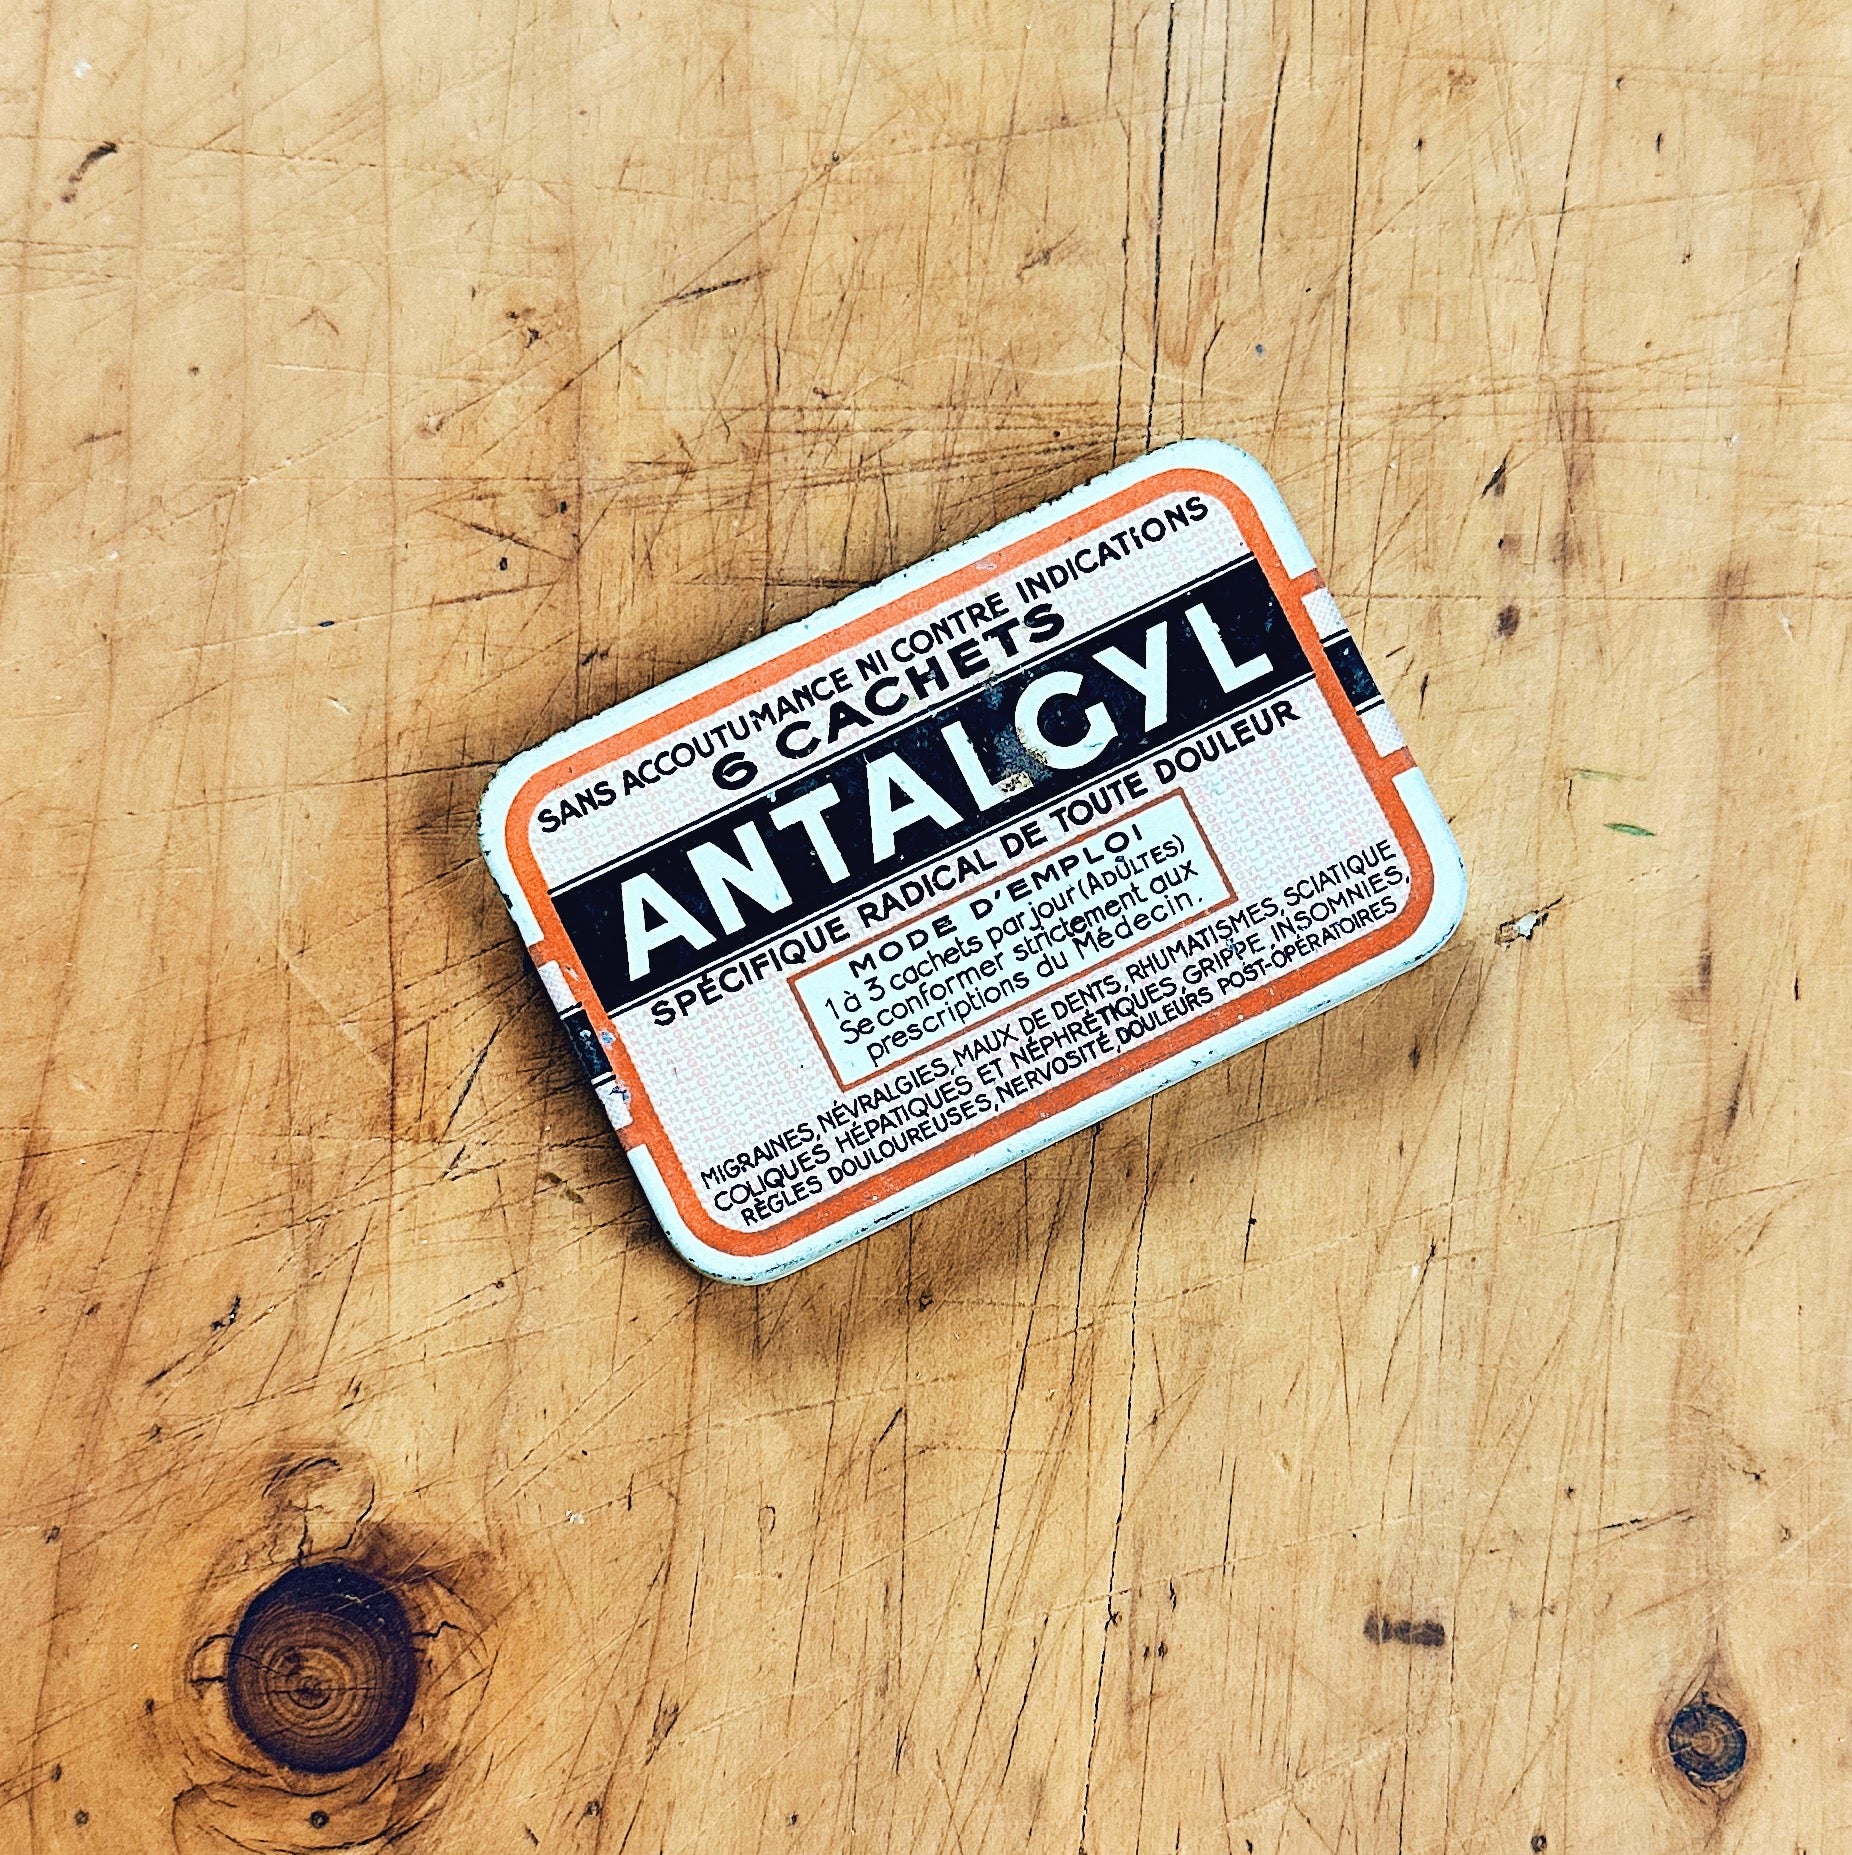 SANS ACCOUTUMANCE NI CONTRE INDICATIONS
6 CACHETS
ANTALGYL
SPÉCIFIQUE RADICAL DE TOUTE DOULEUR
MODE D'EMPLOI
1 à 3 cachets par jour (ADULTES)
Se conformer strictement aux
prescriptions du Médecin.
MIGRAINES, NÉVRALGIES, MAUX DE DENTS, RHUMATISMES, SCIATIQUE
COLIQUES HÉPATIQUES ET NÉPHRÉTIQUES, GRIPPE, INSOMNIES,
RÈGLES DOULOUREUSES, NERVOSITÉ, DOULEURS POST-OPÉRATOIRES